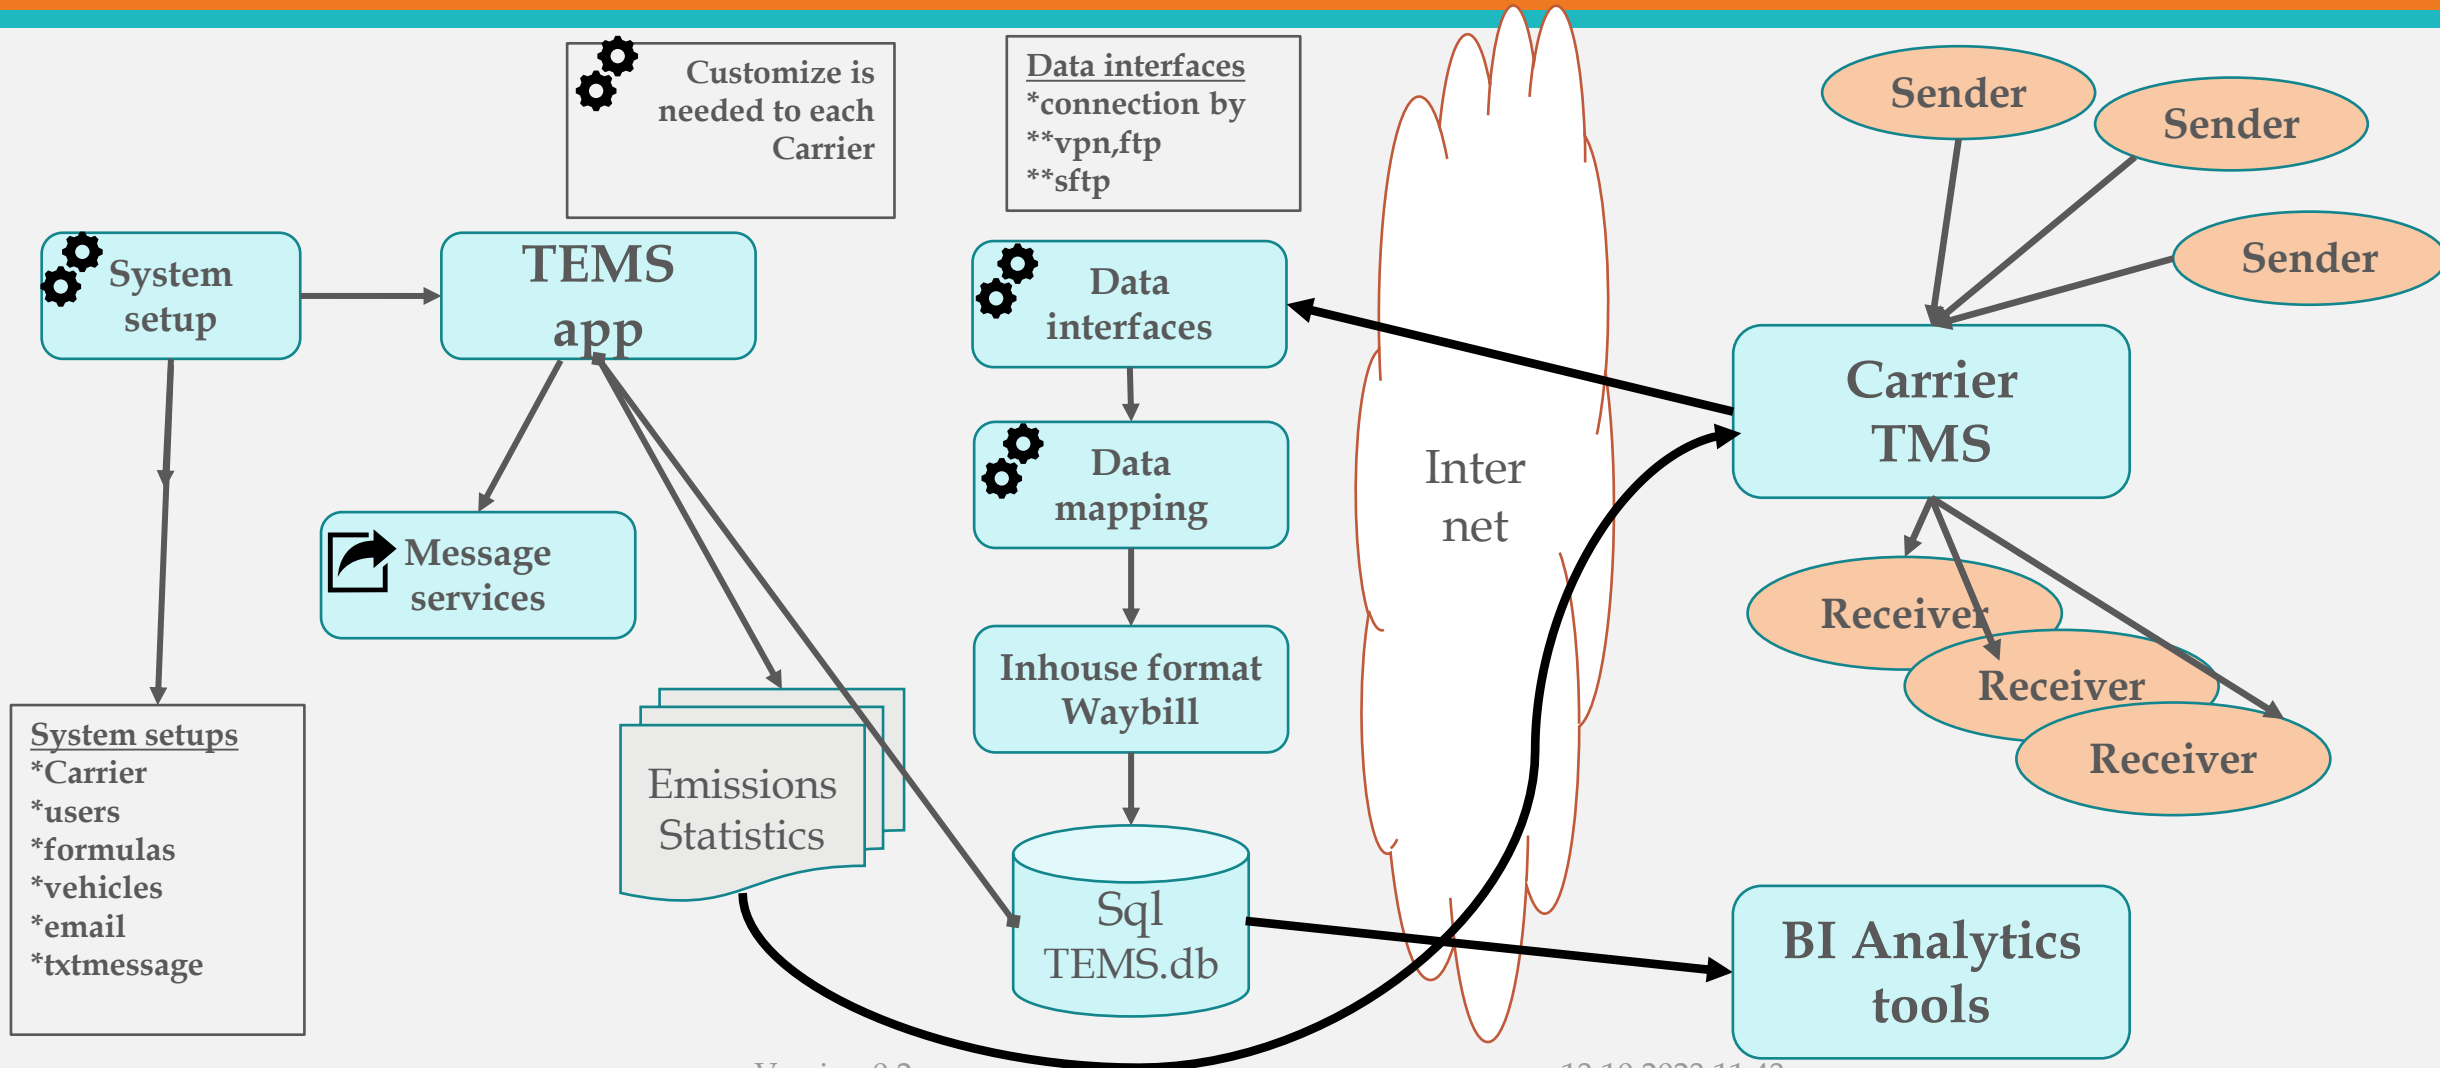 Customize is
needed to each
Carrier
Data interfaces
*connection by
**vpn,ftp
**sftp
Sender
Sender
Sender
System
setup
TEMS
app
Data
interfaces
Carrier
TMS
Inter
net
Data
mapping
Message
services
Receiver
Receiver
Receiver
Inhouse format
Waybill
System setups
*Carrier
*users
*formulas
*vehicles
*email
*txtmessage
Emissions
Statistics
Sql
TEMS.db
BI Analytics
tools